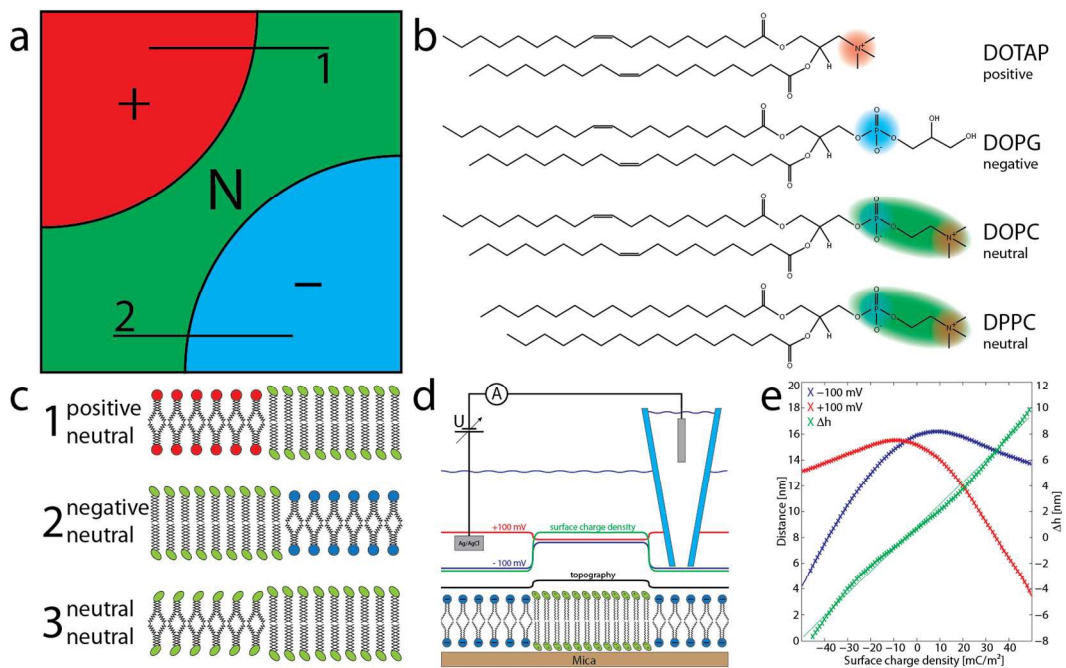 a
+
1
N
−
2
b
O
O
N⁺
O
O
H
DOTAP
positive
O
O
O
P
O
O⁻
OH
OH
O
O
H
DOPG
negative
O
O
O
P
O
O⁻
N⁺
O
O
H
DOPC
neutral
O
O
O
P
O
O⁻
N⁺
O
O
H
DPPC
neutral
c
1 positive
neutral
2 negative
neutral
3 neutral
neutral
d
A
U
+100 mV
surface charge density
Ag/AgCl
- 100 mV
topography
Mica
e
−100 mV
+100 mV
Δh
Distance [nm]
20
18
16
14
12
10
8
6
4
2
0
12
10
8
6
4
2
0
−2
−4
−6
−8
Δh [nm]
−40 −30 −20 −10 0 10 20 30 40
Surface charge density [mC/m²]